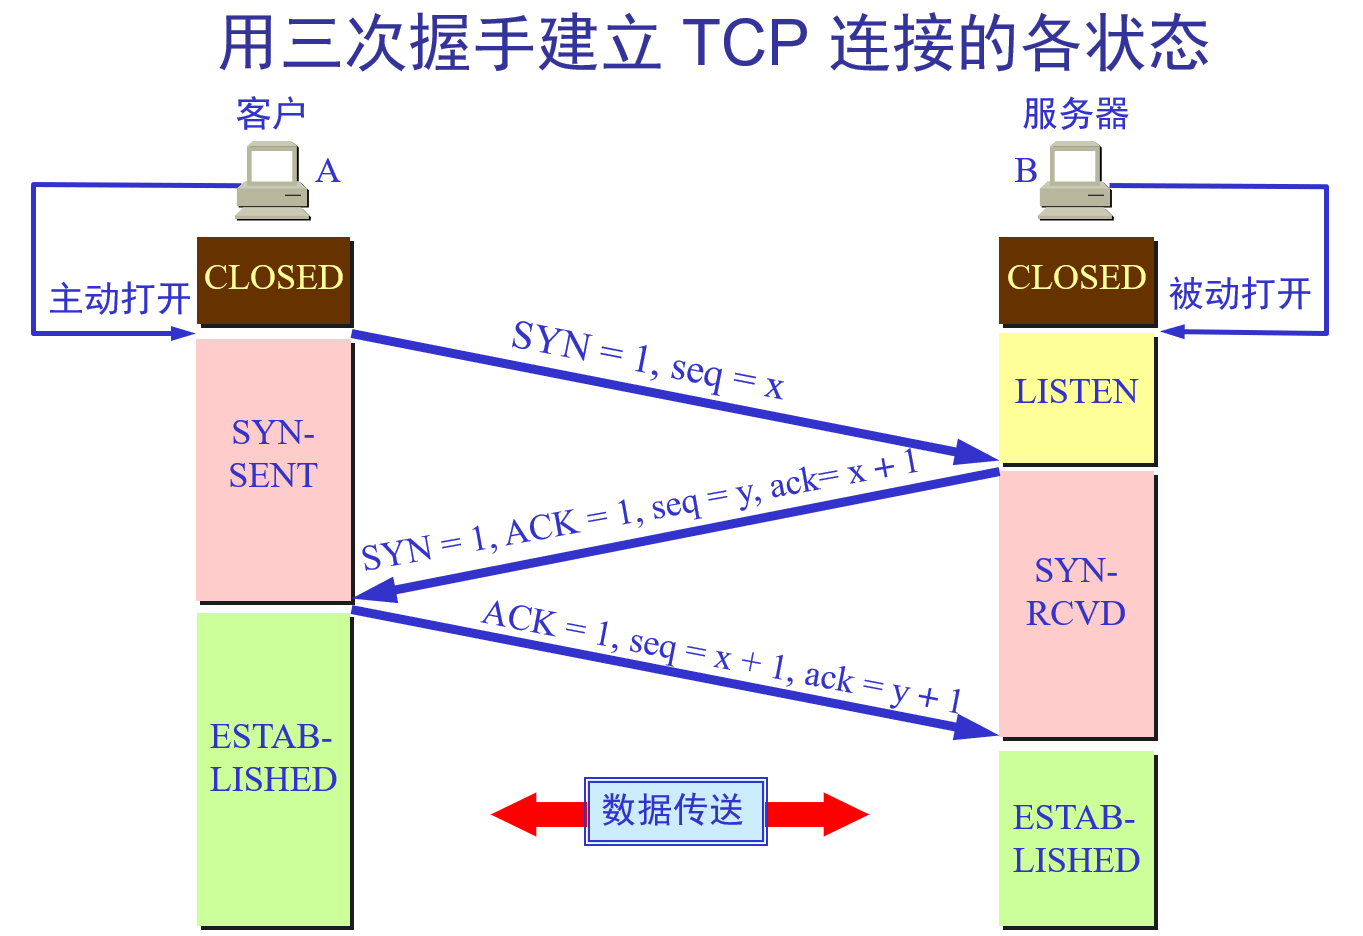 用三次握手建立 TCP 连接的各状态
客户
服务器
A
B
CLOSED
CLOSED
主动打开
被动打开
SYN = 1, seq = x
LISTEN
SYN-
SENT
SYN = 1, ACK = 1, seq = y, ack= x + 1
SYN-
RCVD
ACK = 1, seq = x + 1, ack = y + 1
ESTAB-
LISHED
数据传送
ESTAB-
LISHED